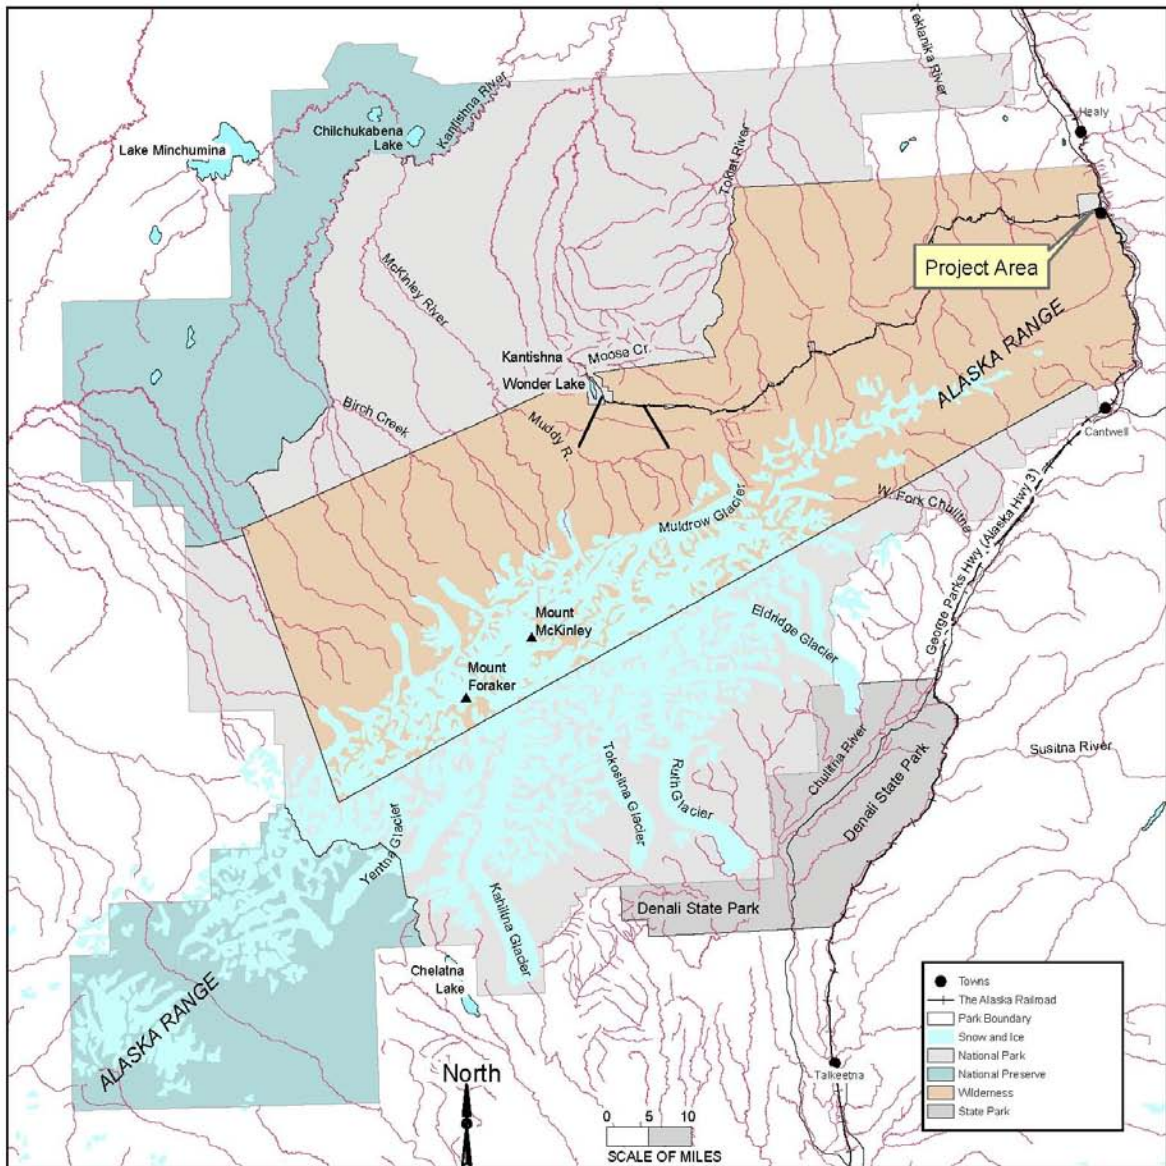 Teklanika River
Healy
Kantishna River
Chilchukabena
Lake
Lake Minchumina
Toklat River
Project Area
McKinley River
ALASKA RANGE
Kantishna
Moose Cr.
Wonder Lake
Birch Creek
Muddy R.
Cantwell
W. Fork Chulitna
Muldrow Glacier
George Parks Hwy (Alaska Hwy 3)
Mount
McKinley
Eldridge Glacier
Mount
Foraker
Chulitna River
Susitna River
Tokositna Glacier
Ruth Glacier
Denali State Park
Yentna Glacier
Kahiltna Glacier
Denali State Park
Chelatna
Lake
ALASKA RANGE
Talkeetna
North
0 5 10
SCALE OF MILES
Towns
The Alaska Railroad
Park Boundary
Snow and Ice
National Park
National Preserve
Wilderness
State Park